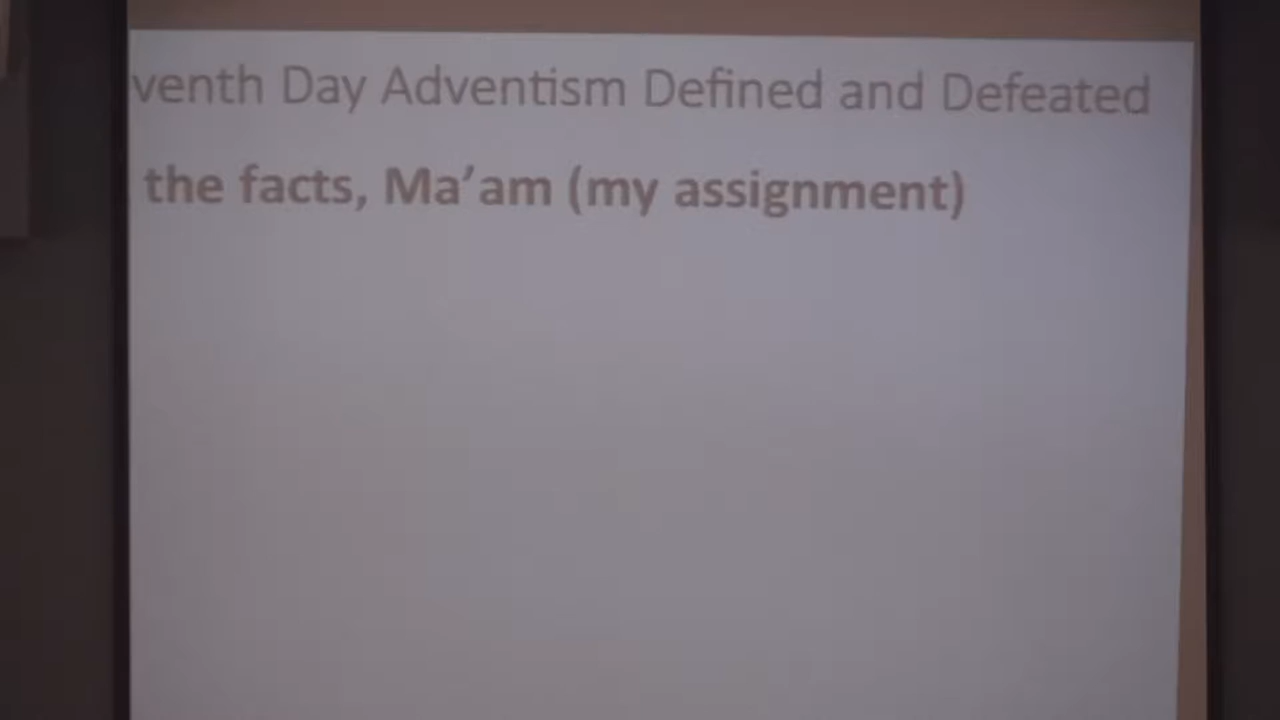 venth Day Adventism Defined and Defeated
the facts, Ma’am (my assignment)